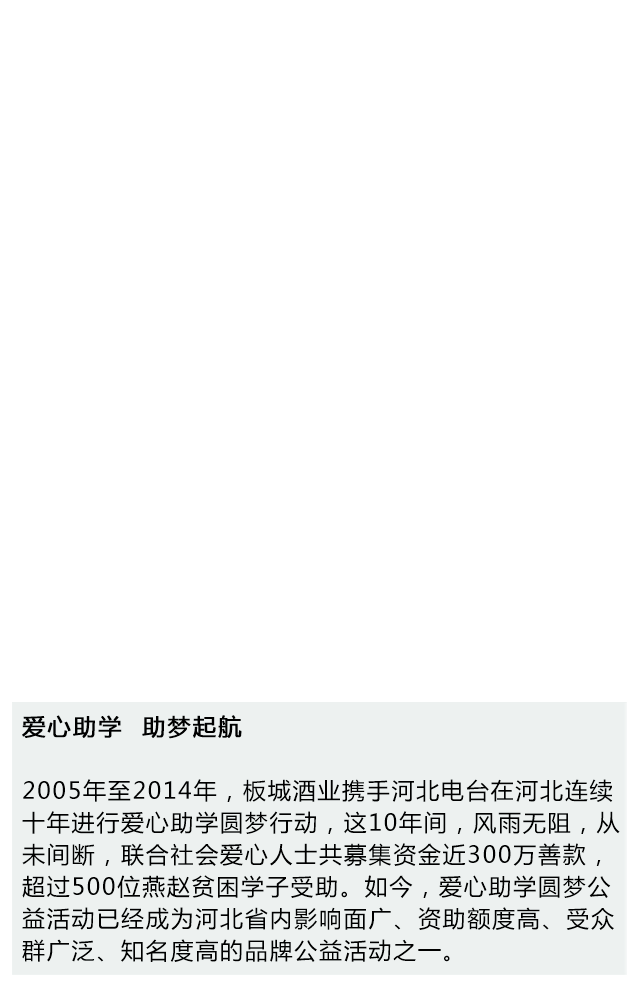 爱心助学 助梦起航
2005年至2014年，板城酒业携手河北电台在河北连续
十年进行爱心助学圆梦行动，这10年间，风雨无阻，从
未间断，联合社会爱心人士共募集资金近300万善款，
超过500位燕赵贫困学子受助。如今，爱心助学圆梦公
益活动已经成为河北省内影响面广、资助额度高、受众
群广泛、知名度高的品牌公益活动之一。